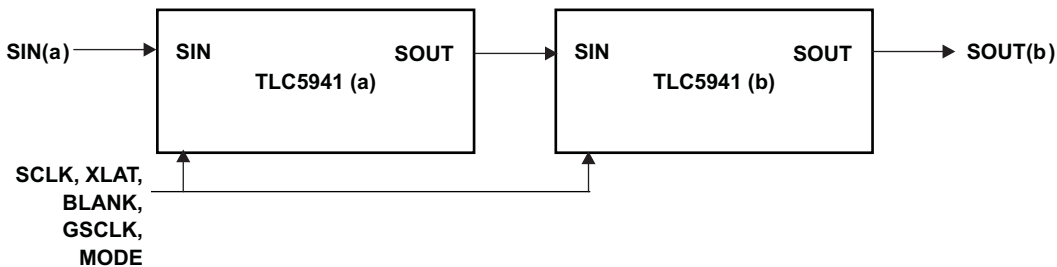 SIN(a)
SIN
SOUT
TLC5941 (a)
SIN
SOUT
TLC5941 (b)
SOUT(b)
SCLK, XLAT,
BLANK,
GSCLK,
MODE